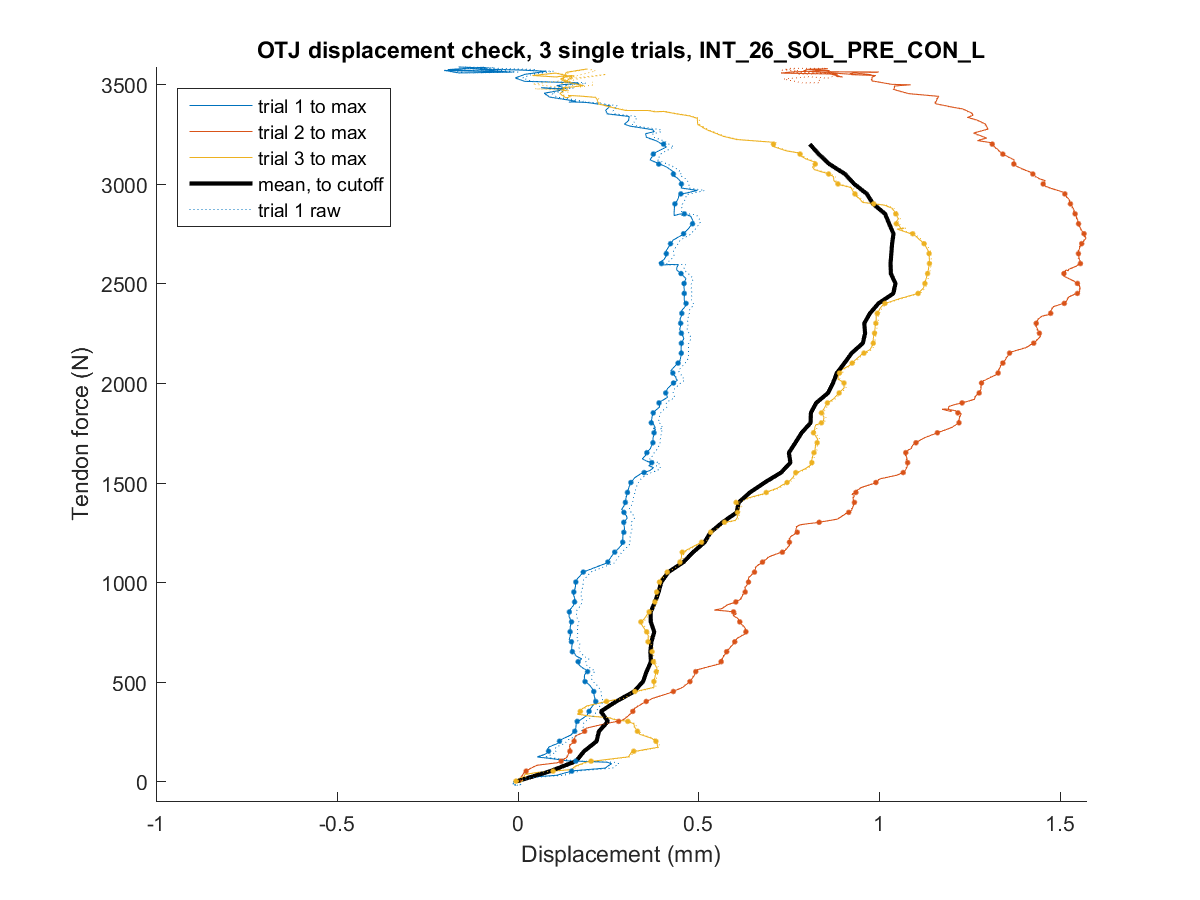 OTJ displacement check, 3 single trials, INT_26_SOL_PRE_CON_L
3500
3000
2500
2000
1500
1000
500
0
Tendon force (N)
trial 1 to max
trial 2 to max
trial 3 to max
mean, to cutoff
trial 1 raw
-1
-0.5
0
0.5
1
1.5
Displacement (mm)